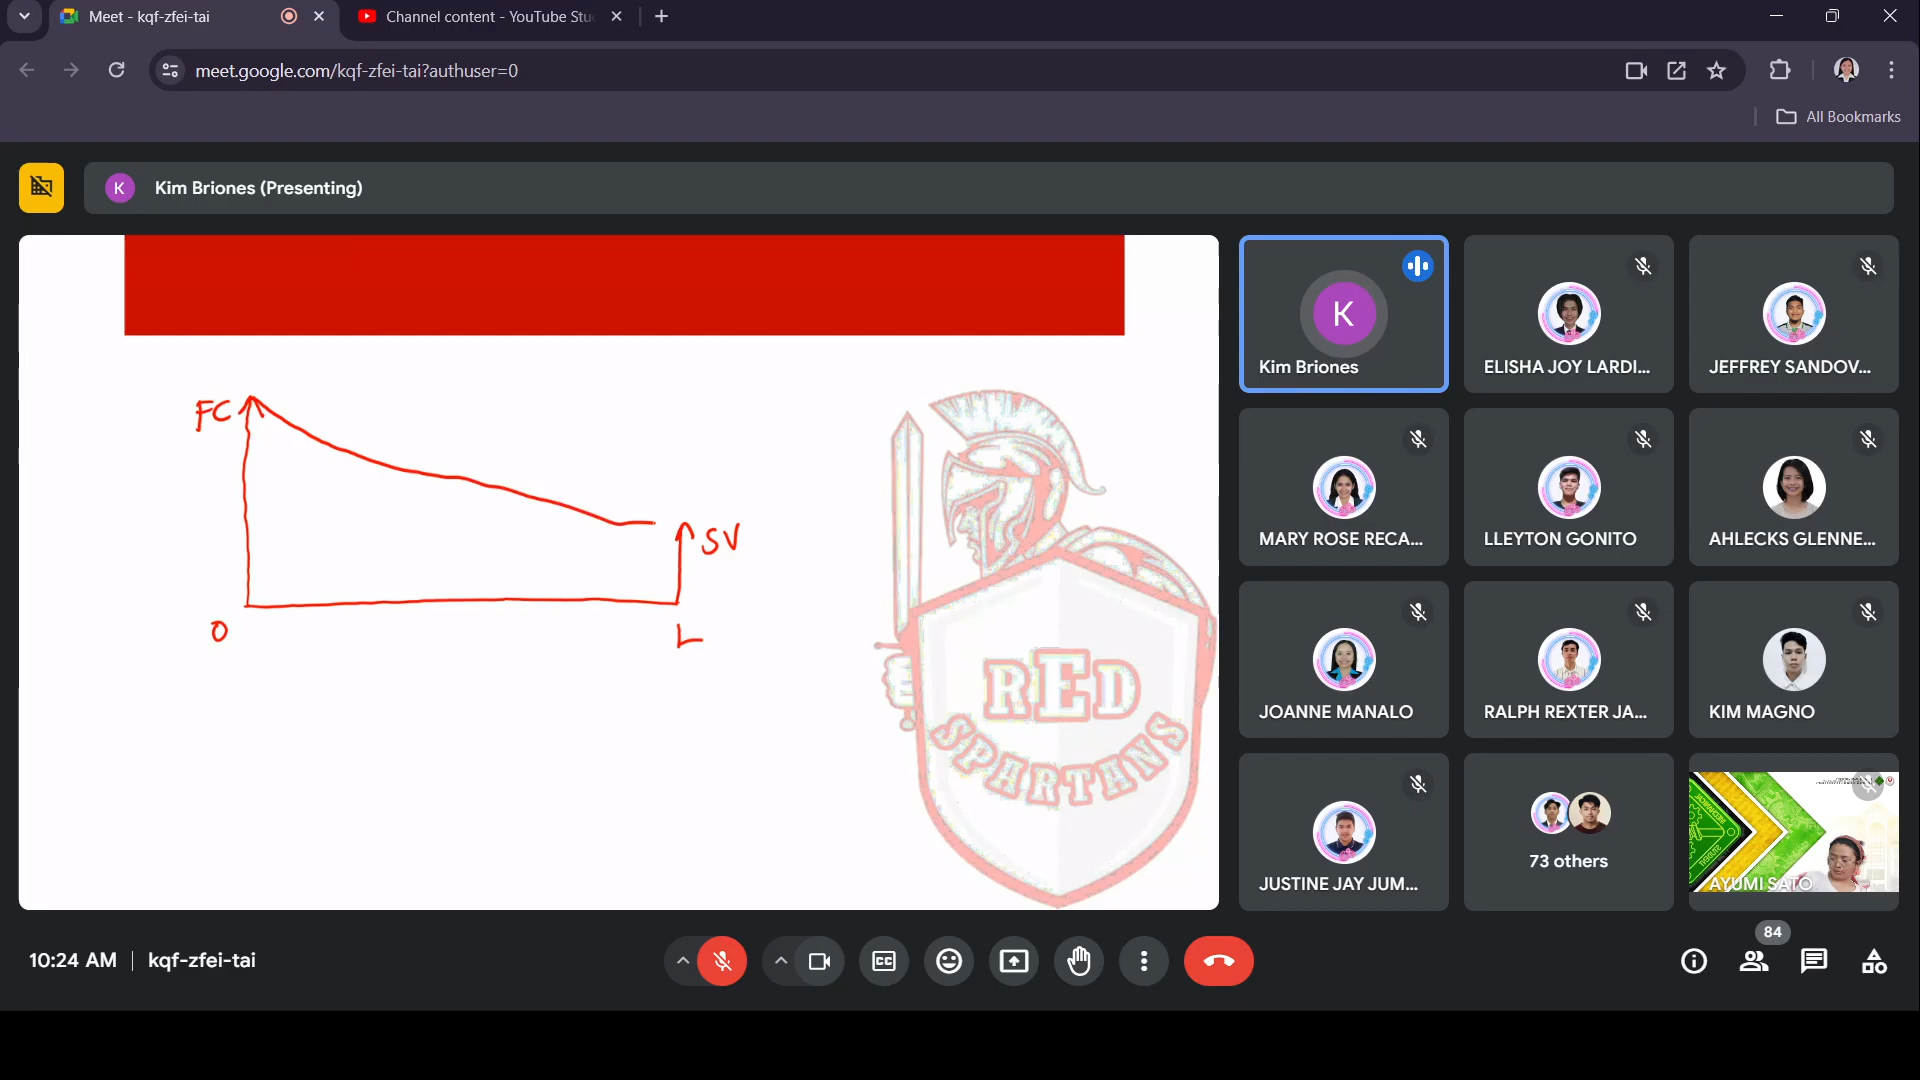 Meet - kqf-zfei-tai
Channel content - YouTube Stu
meet.google.com/kqf-zfei-tai?authuser=0
All Bookmarks
K
Kim Briones (Presenting)
FC
SV
O
L
RED
SPARTANS
K
Kim Briones
ELISHA JOY LARDI...
JEFFREY SANDOV...
MARY ROSE RECA...
LLEYTON GONITO
AHLECKS GLENNE...
JOANNE MANALO
RALPH REXTER JA...
KIM MAGNO
JUSTINE JAY JUM...
73 others
AYUMI SATO
10:24 AM | kqf-zfei-tai
CC
84